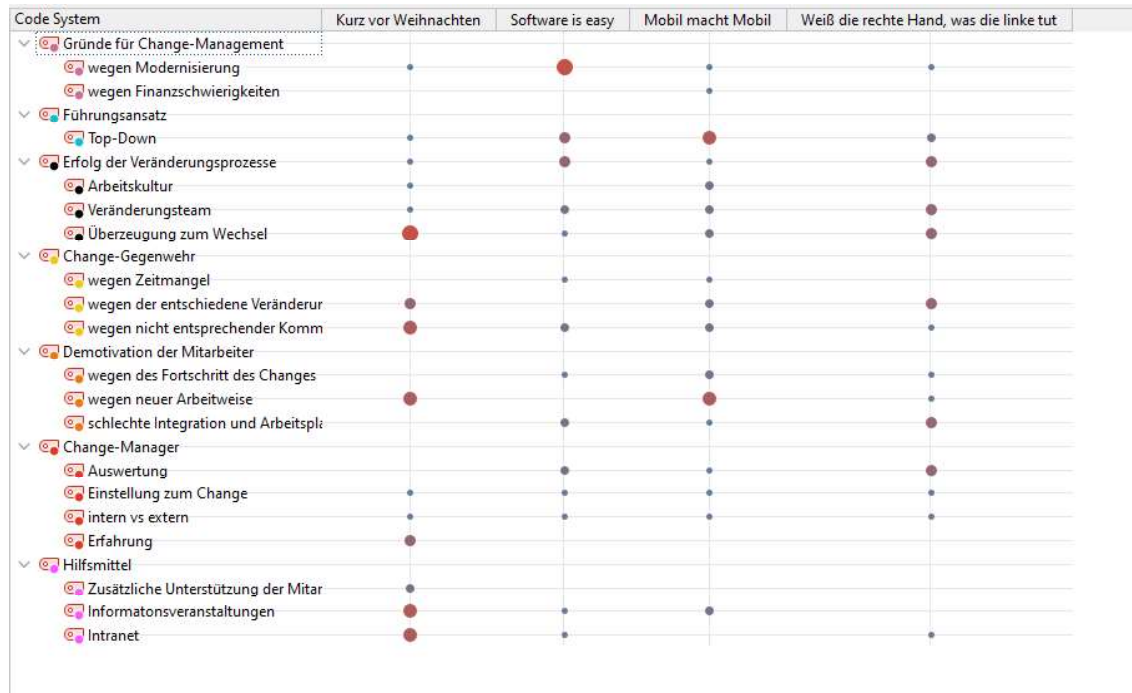 Code System Kurz vor Weihnachten Software is easy Mobil macht Mobil Weiß die rechte Hand, was die linke tut
Gründe für Change-Management
wegen Modernisierung
wegen Finanzschwierigkeiten
Führungsansatz
Top-Down
Erfolg der Veränderungsprozesse
Arbeitskultur
Veränderungsteam
Überzeugung zum Wechsel
Change-Gegenwehr
wegen Zeitmangel
wegen der entschiedene Veränderur
wegen nicht entsprechender Komm
Demotivation der Mitarbeiter
wegen des Fortschritt des Changes
wegen neuer Arbeitweise
schlechte Integration und Arbeitspla
Change-Manager
Auswertung
Einstellung zum Change
intern vs extern
Erfahrung
Hilfsmittel
Zusätzliche Unterstützung der Mitar
Informatonsveranstaltungen
Intranet